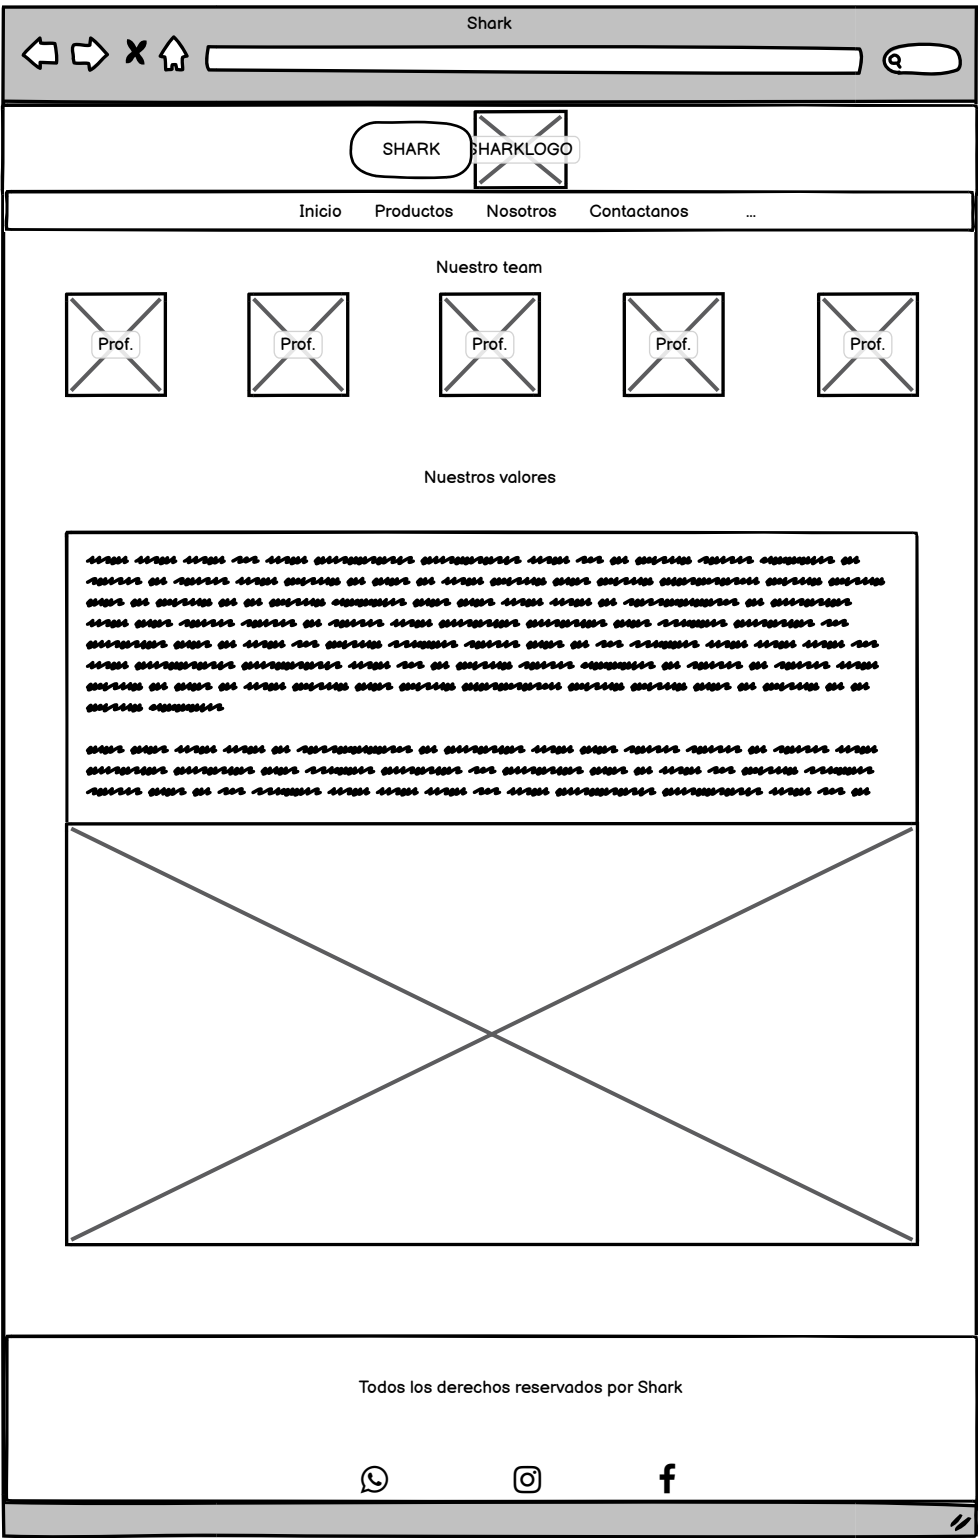 Shark
SHARK SHARKLOGO
Inicio Productos Nosotros Contactanos ...
Nuestro team
Prof. Prof. Prof. Prof. Prof.
Nuestros valores
Todos los derechos reservados por Shark